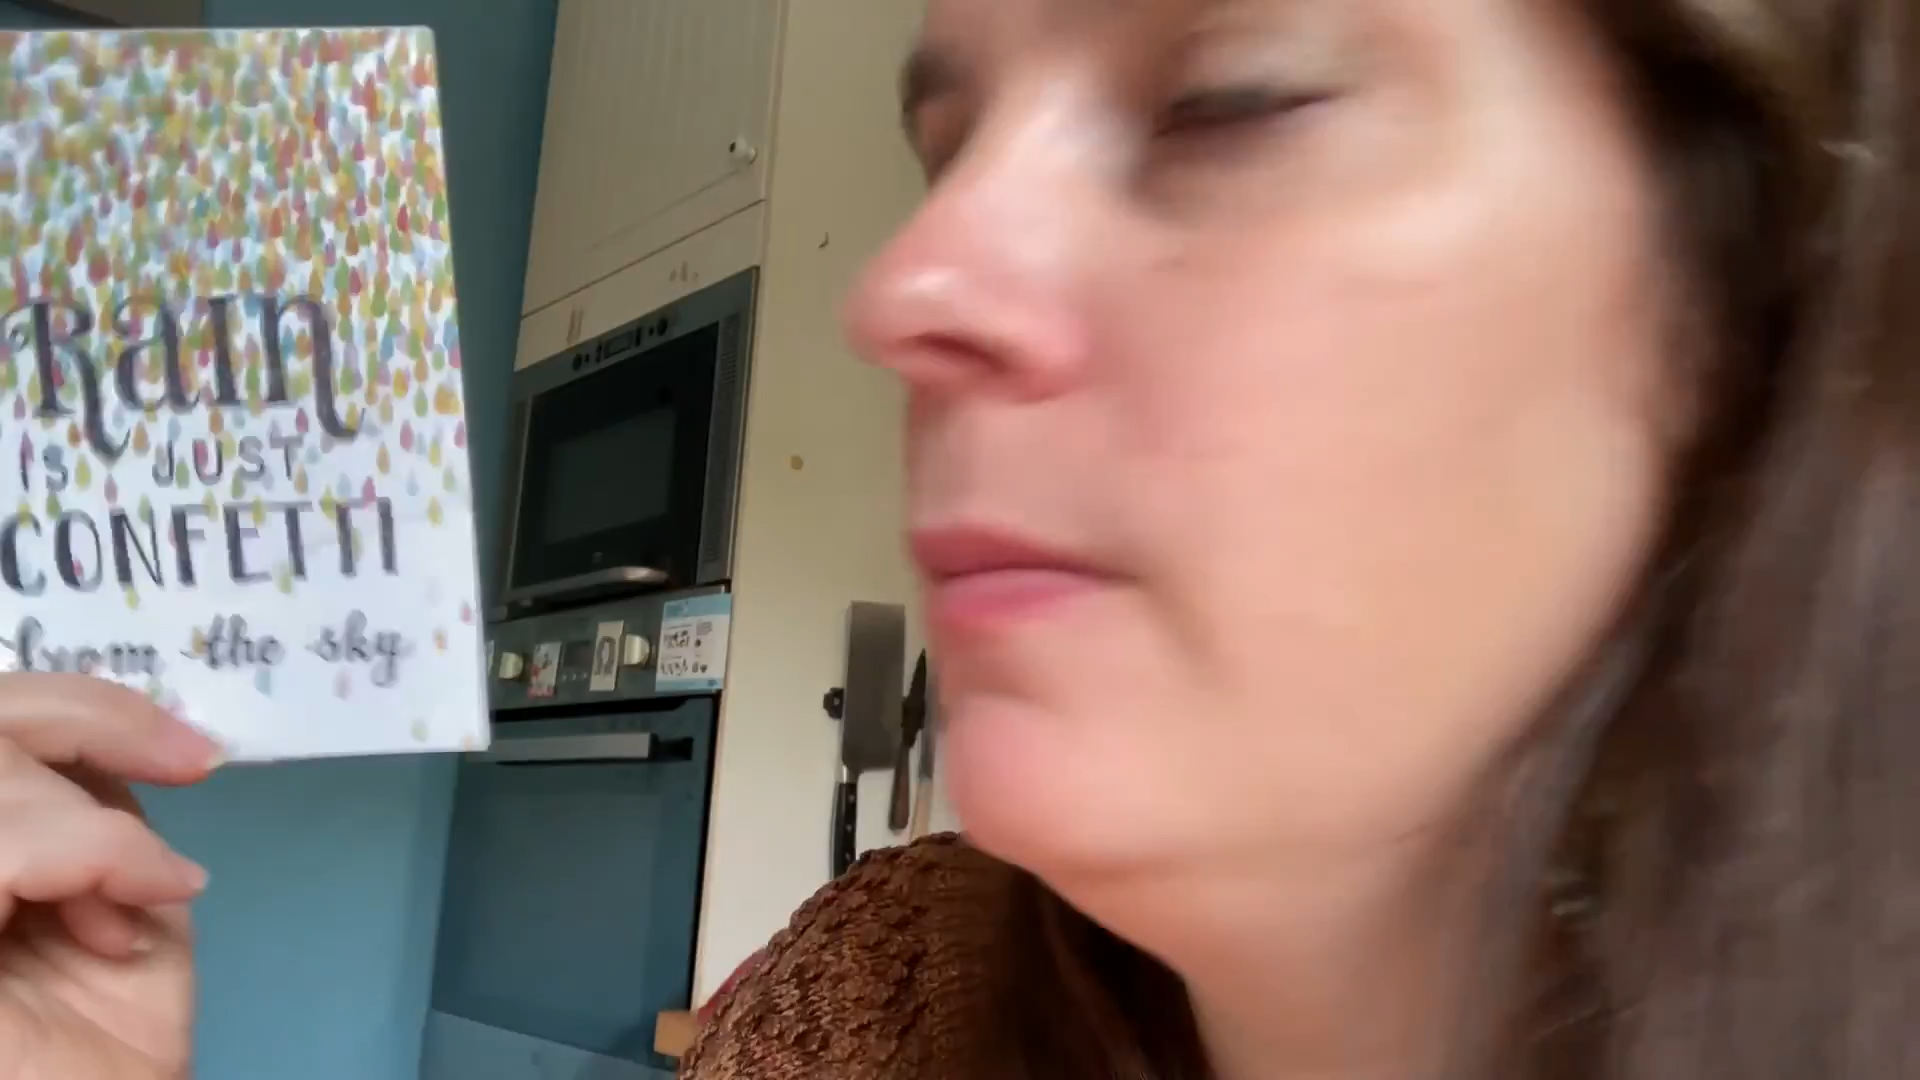 Rain
IS JUST
CONFETTI
from the sky